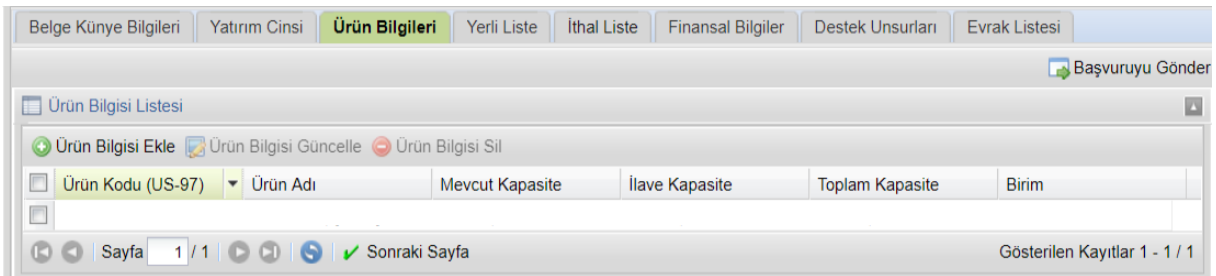 Belge Künye Bilgileri Yatırım Cinsi Ürün Bilgileri Yerli Liste İthal Liste Finansal Bilgiler Destek Unsurları Evrak Listesi
Başvuruyu Gönder
Ürün Bilgisi Listesi
Ürün Bilgisi Ekle Ürün Bilgisi Güncelle Ürün Bilgisi Sil
Ürün Kodu (US-97) Ürün Adı Mevcut Kapasite İlave Kapasite Toplam Kapasite Birim
Sayfa 1 / 1 Sonraki Sayfa Gösterilen Kayıtlar 1 - 1 / 1